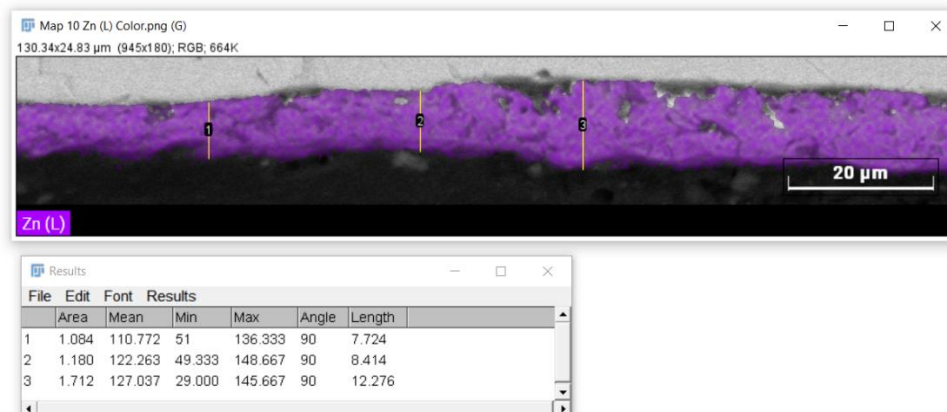 Map 10 Zn (L) Color.png (G)
130.34x24.83 µm (945x180); RGB; 664K
1
2
3
20 µm
Zn (L)
Results
File Edit Font Results
Area Mean Min Max Angle Length
1 1.084 110.772 51 136.333 90 7.724
2 1.180 122.263 49.333 148.667 90 8.414
3 1.712 127.037 29.000 145.667 90 12.276